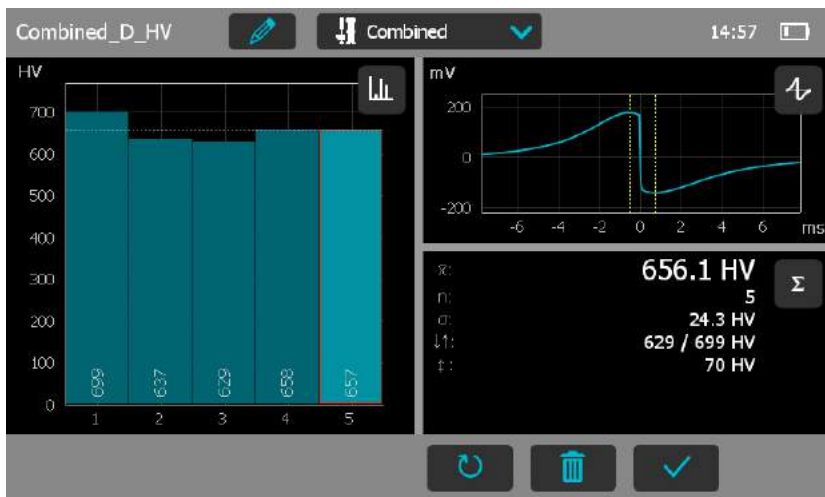 Combined_D_HV
Combined
14:57
HV
700
600
500
400
300
200
100
0
699
637
629
658
657
1 2 3 4 5
mV
200
0
-200
-6 -4 -2 0 2 4 6 ms
x̄: 656.1 HV
n: 5
σ: 24.3 HV
↓↑: 629 / 699 HV
↕: 70 HV
Σ